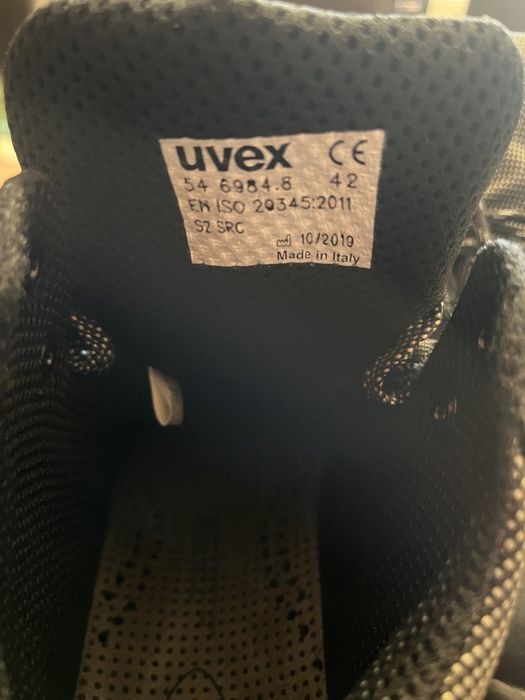 uvex CE
54 6984.8 42
EN ISO 20345:2011
S2 SRC
10/2019
Made in Italy